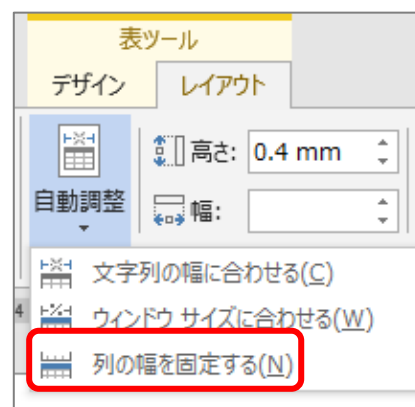 表ツール
デザイン レイアウト
高さ: 0.4 mm
自動調整
幅:
文字列の幅に合わせる(C)
4
ウィンドウ サイズに合わせる(W)
列の幅を固定する(N)